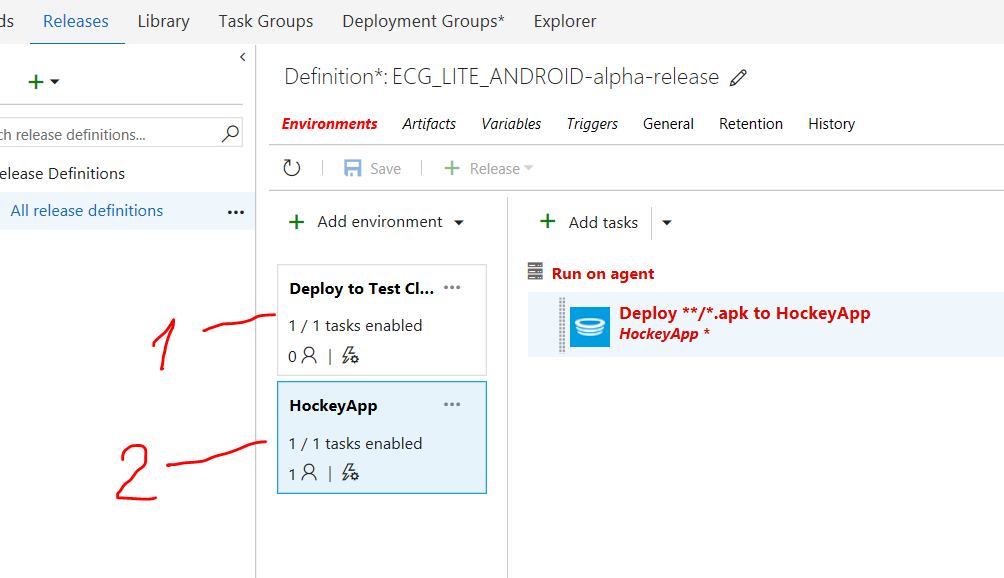 ds Releases Library Task Groups Deployment Groups* Explorer
Definition*: ECG_LITE_ANDROID-alpha-release
ch release definitions...
Environments Artifacts Variables Triggers General Retention History
elease Definitions
Save Release
All release definitions ...
Add environment
Add tasks
Run on agent
Deploy to Test Cl... ...
1 / 1 tasks enabled
0
Deploy **/*.apk to HockeyApp
HockeyApp *
1
HockeyApp ...
1 / 1 tasks enabled
1
2